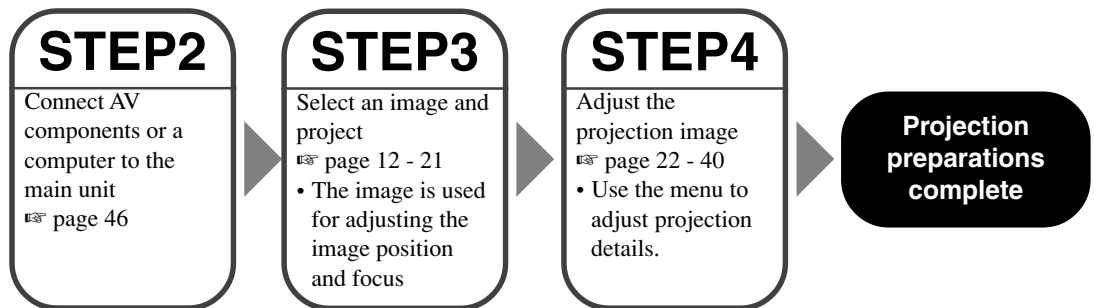 STEP2
Connect AV
components or a
computer to the
main unit
☞ page 46
STEP3
Select an image and
project
☞ page 12 - 21
• The image is used
for adjusting the
image position
and focus
STEP4
Adjust the
projection image
☞ page 22 - 40
• Use the menu to
adjust projection
details.
Projection
preparations
complete